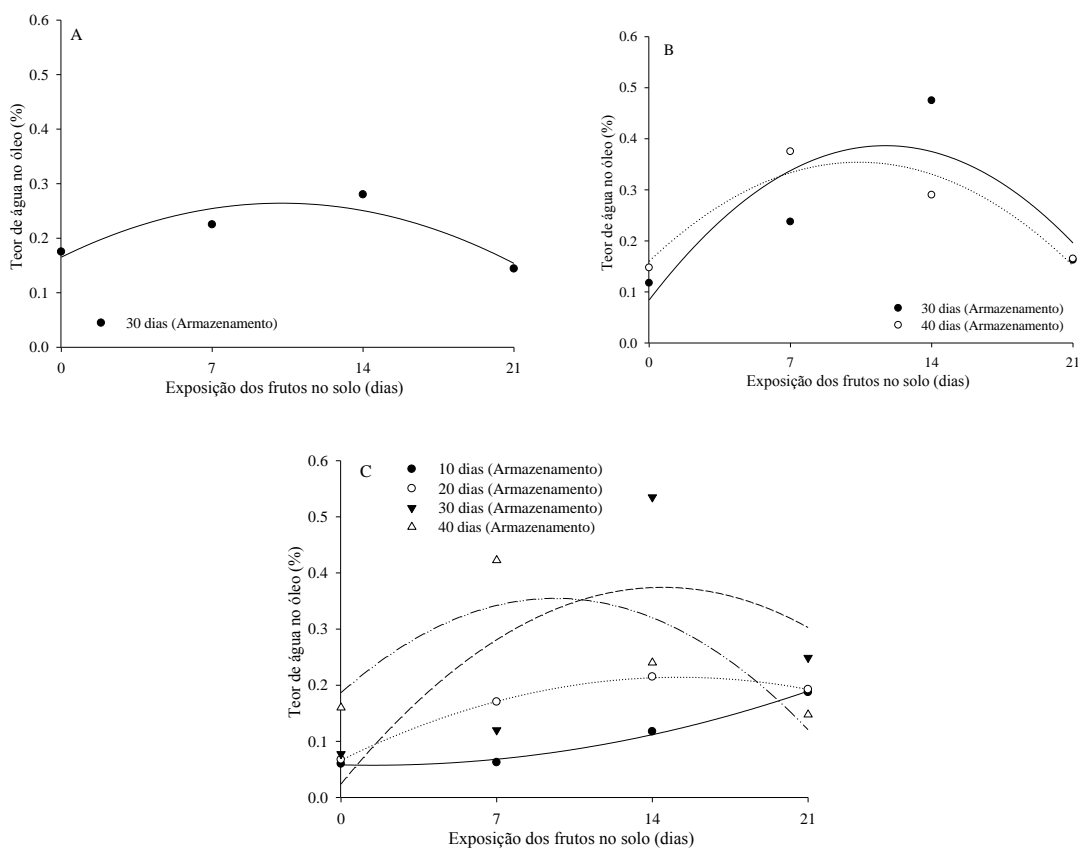 A
0.6
0.5
0.4
0.3
0.2
0.1
0.0
Teor de água no óleo (%)
30 dias (Armazenamento)
0 7 14 21
Exposição dos frutos no solo (dias)
B
0.6
0.5
0.4
0.3
0.2
0.1
0.0
Teor de água no óleo (%)
30 dias (Armazenamento)
40 dias (Armazenamento)
0 7 14 21
Exposição dos frutos no solo (dias)
C
0.6
0.5
0.4
0.3
0.2
0.1
0.0
Teor de água no óleo (%)
10 dias (Armazenamento)
20 dias (Armazenamento)
30 dias (Armazenamento)
40 dias (Armazenamento)
0 7 14 21
Exposição dos frutos no solo (dias)